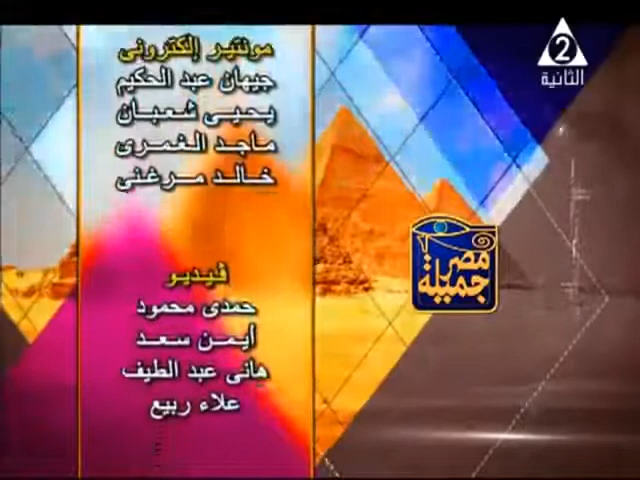 مونتير إلكترونى
جيهان عبد الحكيم
يحيى شعبان
ماجد الغمرى
خالد مرغنى
فيديو
حمدى محمود
أيمن سعد
هانى عبد الطيف
علاء ربيع
مصر
جميلة
2
الثانية